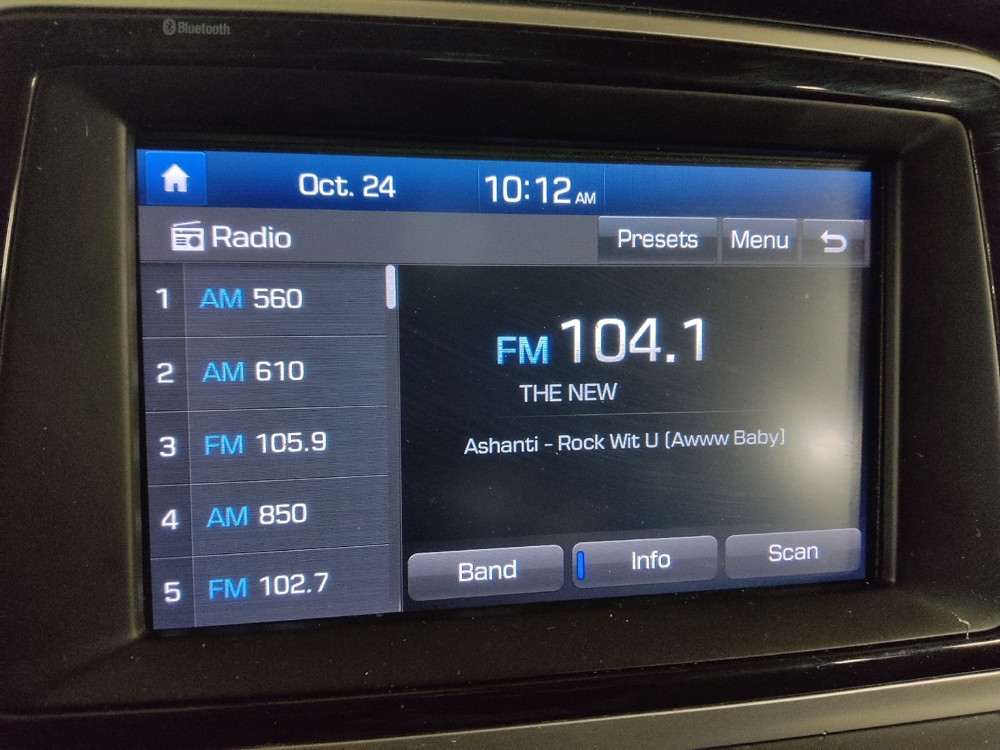 Bluetooth
Oct. 24 10:12 AM
Radio Presets Menu
1 AM 560
2 AM 610
3 FM 105.9
4 AM 850
5 FM 102.7
FM 104.1
THE NEW
Ashanti - Rock Wit U (Awww Baby)
Band Info Scan